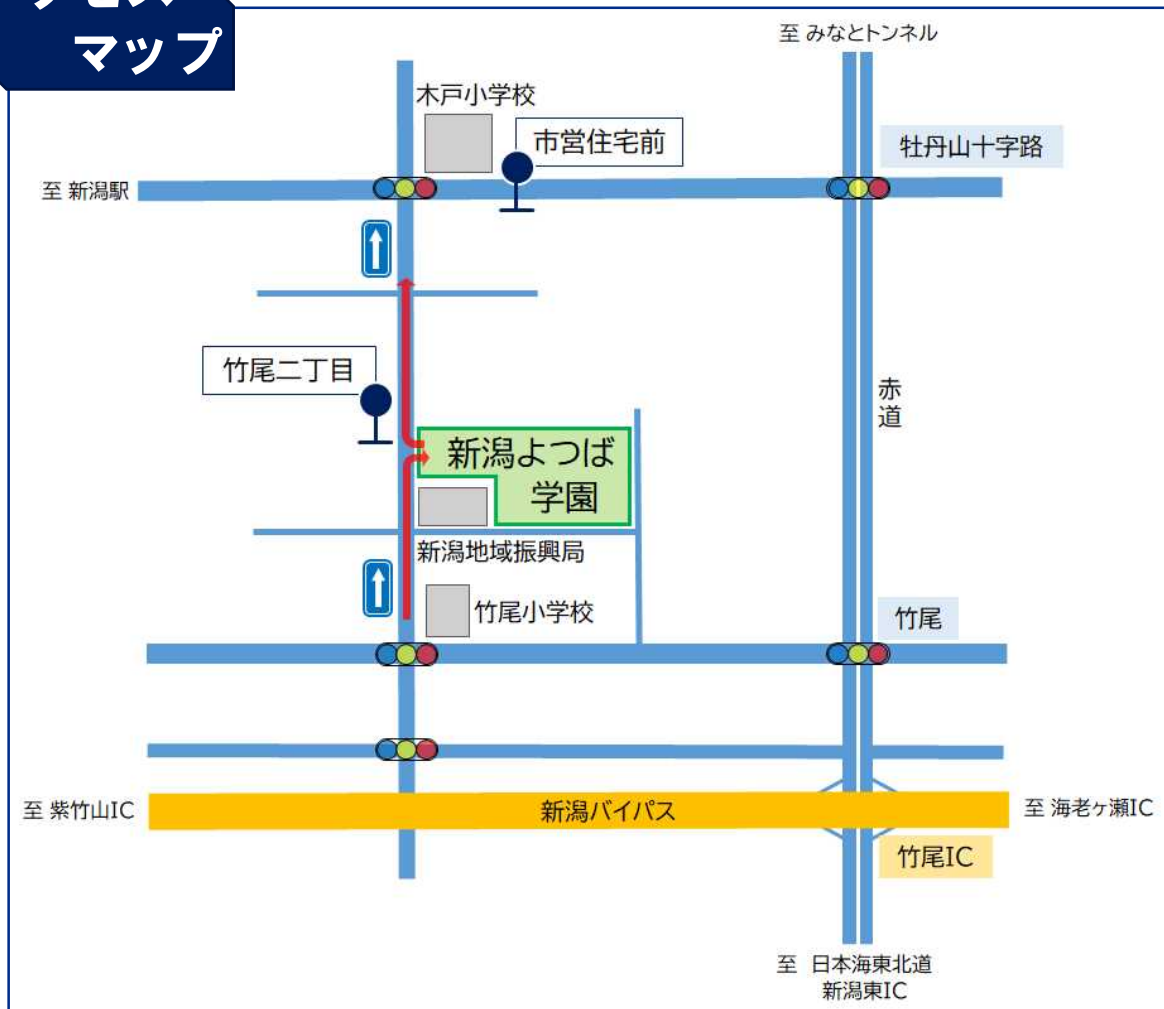 マップ
至 みなとトンネル
木戸小学校
市営住宅前
牡丹山十字路
至 新潟駅
竹尾二丁目
赤道
新潟よつば
学園
新潟地域振興局
竹尾小学校
竹尾
至 紫竹山IC
新潟バイパス
至 海老ヶ瀬IC
竹尾IC
至 日本海東北道
新潟東IC